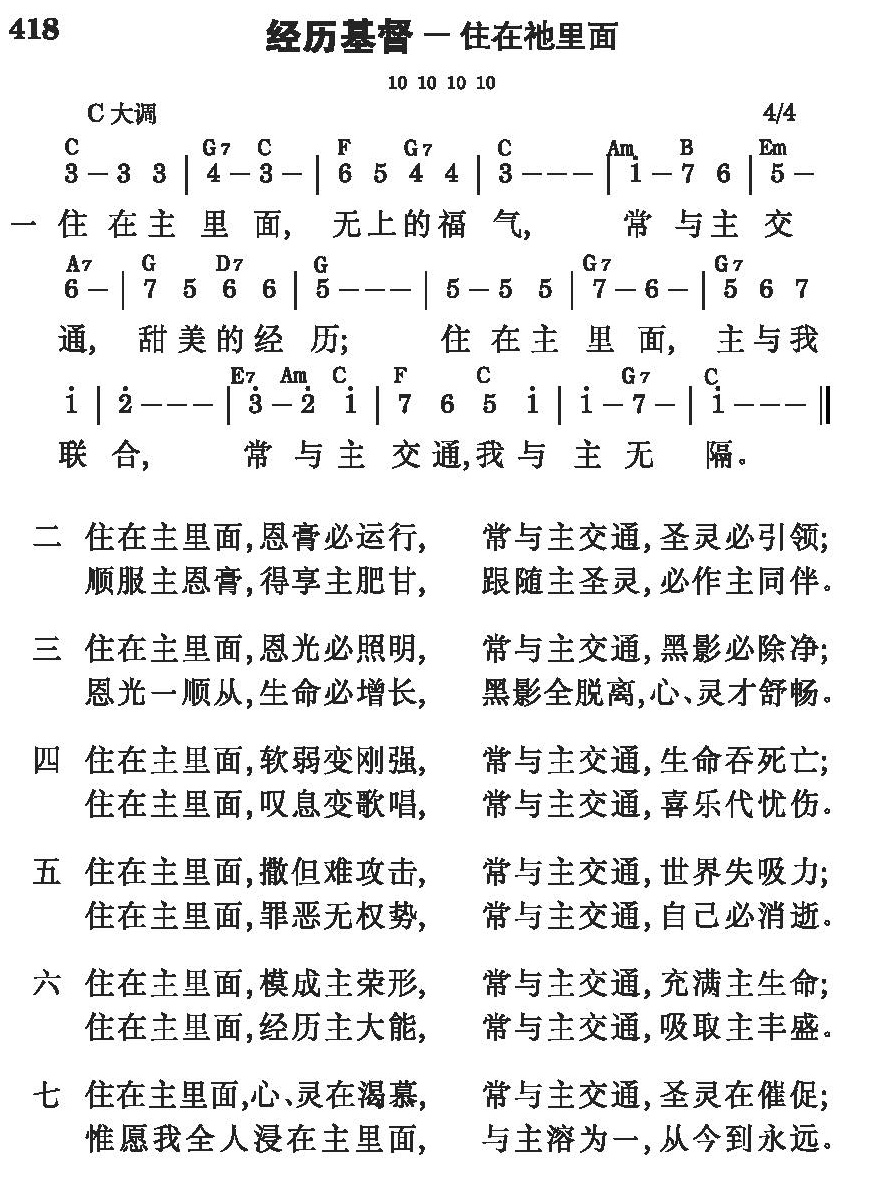 418
经历基督－住在祂里面
10 10 10 10
C大调 4/4
C G7 C F G7 C Am B Em
3 – 3 3 | 4 – 3 – | 6 5 4 4 | 3 – – – | 1̇ – 7 6 | 5 –
一 住 在 主 里 面, 无上的福 气, 常 与主 交
A7 G D7 G G7 G7
6 – | 7 5 6 6 | 5 – – – | 5 – 5 5 | 7 – 6 – | 5 6 7
通, 甜美的经 历; 住 在 主 里 面, 主与我
E7 Am C F C G7 C
1̇ | 2̇ – – – | 3̇ – 2̇ 1̇ | 7 6 5 1̇ | 1̇ – 7 – | 1̇ – – – ‖
联 合, 常 与 主 交 通,我 与 主 无 隔。
二 住在主里面,恩膏必运行, 常与主交通,圣灵必引领;
顺服主恩膏,得享主肥甘, 跟随主圣灵,必作主同伴。
三 住在主里面,恩光必照明, 常与主交通,黑影必除净;
恩光一顺从,生命必增长, 黑影全脱离,心、灵才舒畅。
四 住在主里面,软弱变刚强, 常与主交通,生命吞死亡;
住在主里面,叹息变歌唱, 常与主交通,喜乐代忧伤。
五 住在主里面,撒但难攻击, 常与主交通,世界失吸力;
住在主里面,罪恶无权势, 常与主交通,自己必消逝。
六 住在主里面,模成主荣形, 常与主交通,充满主生命;
住在主里面,经历主大能, 常与主交通,吸取主丰盛。
七 住在主里面,心、灵在渴慕, 常与主交通,圣灵在催促;
惟愿我全人浸在主里面, 与主溶为一,从今到永远。